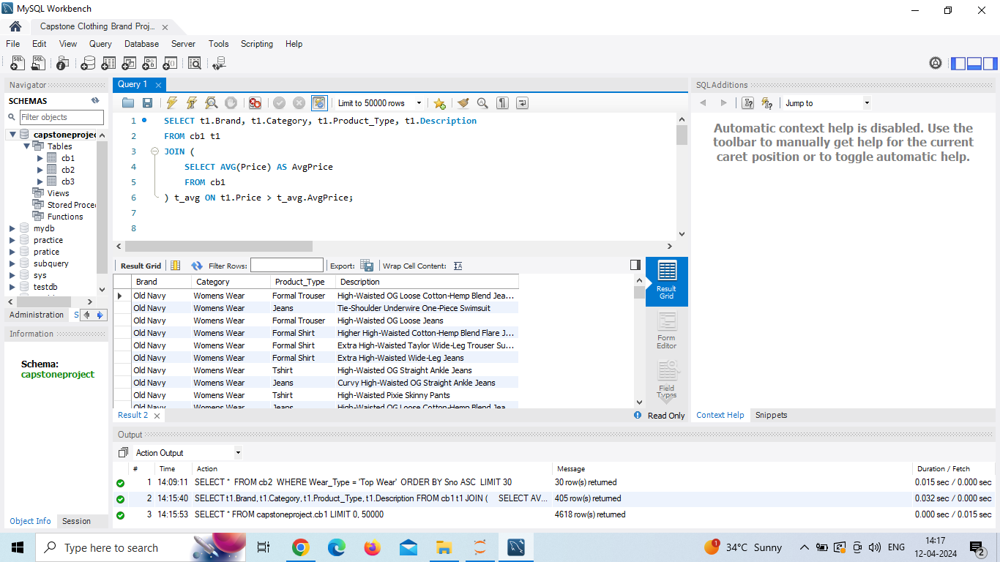 MySQL Workbench
Capstone Clothing Brand Proj...
File Edit View Query Database Server Tools Scripting Help
Navigator
SCHEMAS
Filter objects
capstoneprojec
Tables
cb1
cb2
cb3
Views
Stored Proce
Functions
mydb
practice
pratice
subquery
sys
testdb
Administration S
Information
Schema:
capstoneproject
Object Info Session
Query 1
Limit to 50000 rows
1 SELECT t1.Brand, t1.Category, t1.Product_Type, t1.Description
2 FROM cb1 t1
3 JOIN (
4 SELECT AVG(Price) AS AvgPrice
5 FROM cb1
6 ) t_avg ON t1.Price > t_avg.AvgPrice;
7
8
Result Grid Filter Rows: Export: Wrap Cell Content:
Brand Category Product_Type Description
Old Navy Womens Wear Formal Trouser High-Waisted OG Loose Cotton-Hemp Blend Jea...
Old Navy Womens Wear Jeans Tie-Shoulder Underwire One-Piece Swimsuit
Old Navy Womens Wear Formal Trouser High-Waisted OG Loose Jeans
Old Navy Womens Wear Formal Shirt Higher High-Waisted Cotton-Hemp Blend Flare J...
Old Navy Womens Wear Formal Shirt Extra High-Waisted Taylor Wide-Leg Trouser Su...
Old Navy Womens Wear Formal Shirt Extra High-Waisted Wide-Leg Jeans
Old Navy Womens Wear Tshirt High-Waisted OG Straight Ankle Jeans
Old Navy Womens Wear Jeans Curvy High-Waisted OG Straight Ankle Jeans
Old Navy Womens Wear Tshirt High-Waisted Pixie Skinny Pants
Old Navy Womens Wear Jeans High-Waisted OG Loose Cotton-Hemp Blend Jea...
Result Grid
Form Editor
Field Types
Result 2
Read Only
SQLAdditions
Jump to
Automatic context help is disabled. Use the
toolbar to manually get help for the current
caret position or to toggle automatic help.
Context Help Snippets
Output
Action Output
# Time Action Message Duration / Fetch
1 14:09:11 SELECT * FROM cb2 WHERE Wear_Type = 'Top Wear' ORDER BY Sno ASC LIMIT 30 30 row(s) returned 0.015 sec / 0.000 sec
2 14:15:40 SELECT t1.Brand, t1.Category, t1.Product_Type, t1.Description FROM cb1 t1 JOIN ( SELECT AV... 405 row(s) returned 0.032 sec / 0.000 sec
3 14:15:53 SELECT * FROM capstoneproject.cb1 LIMIT 0, 50000 4618 row(s) returned 0.000 sec / 0.015 sec
Type here to search
1
34°C Sunny
ENG
14:17
12-04-2024
2